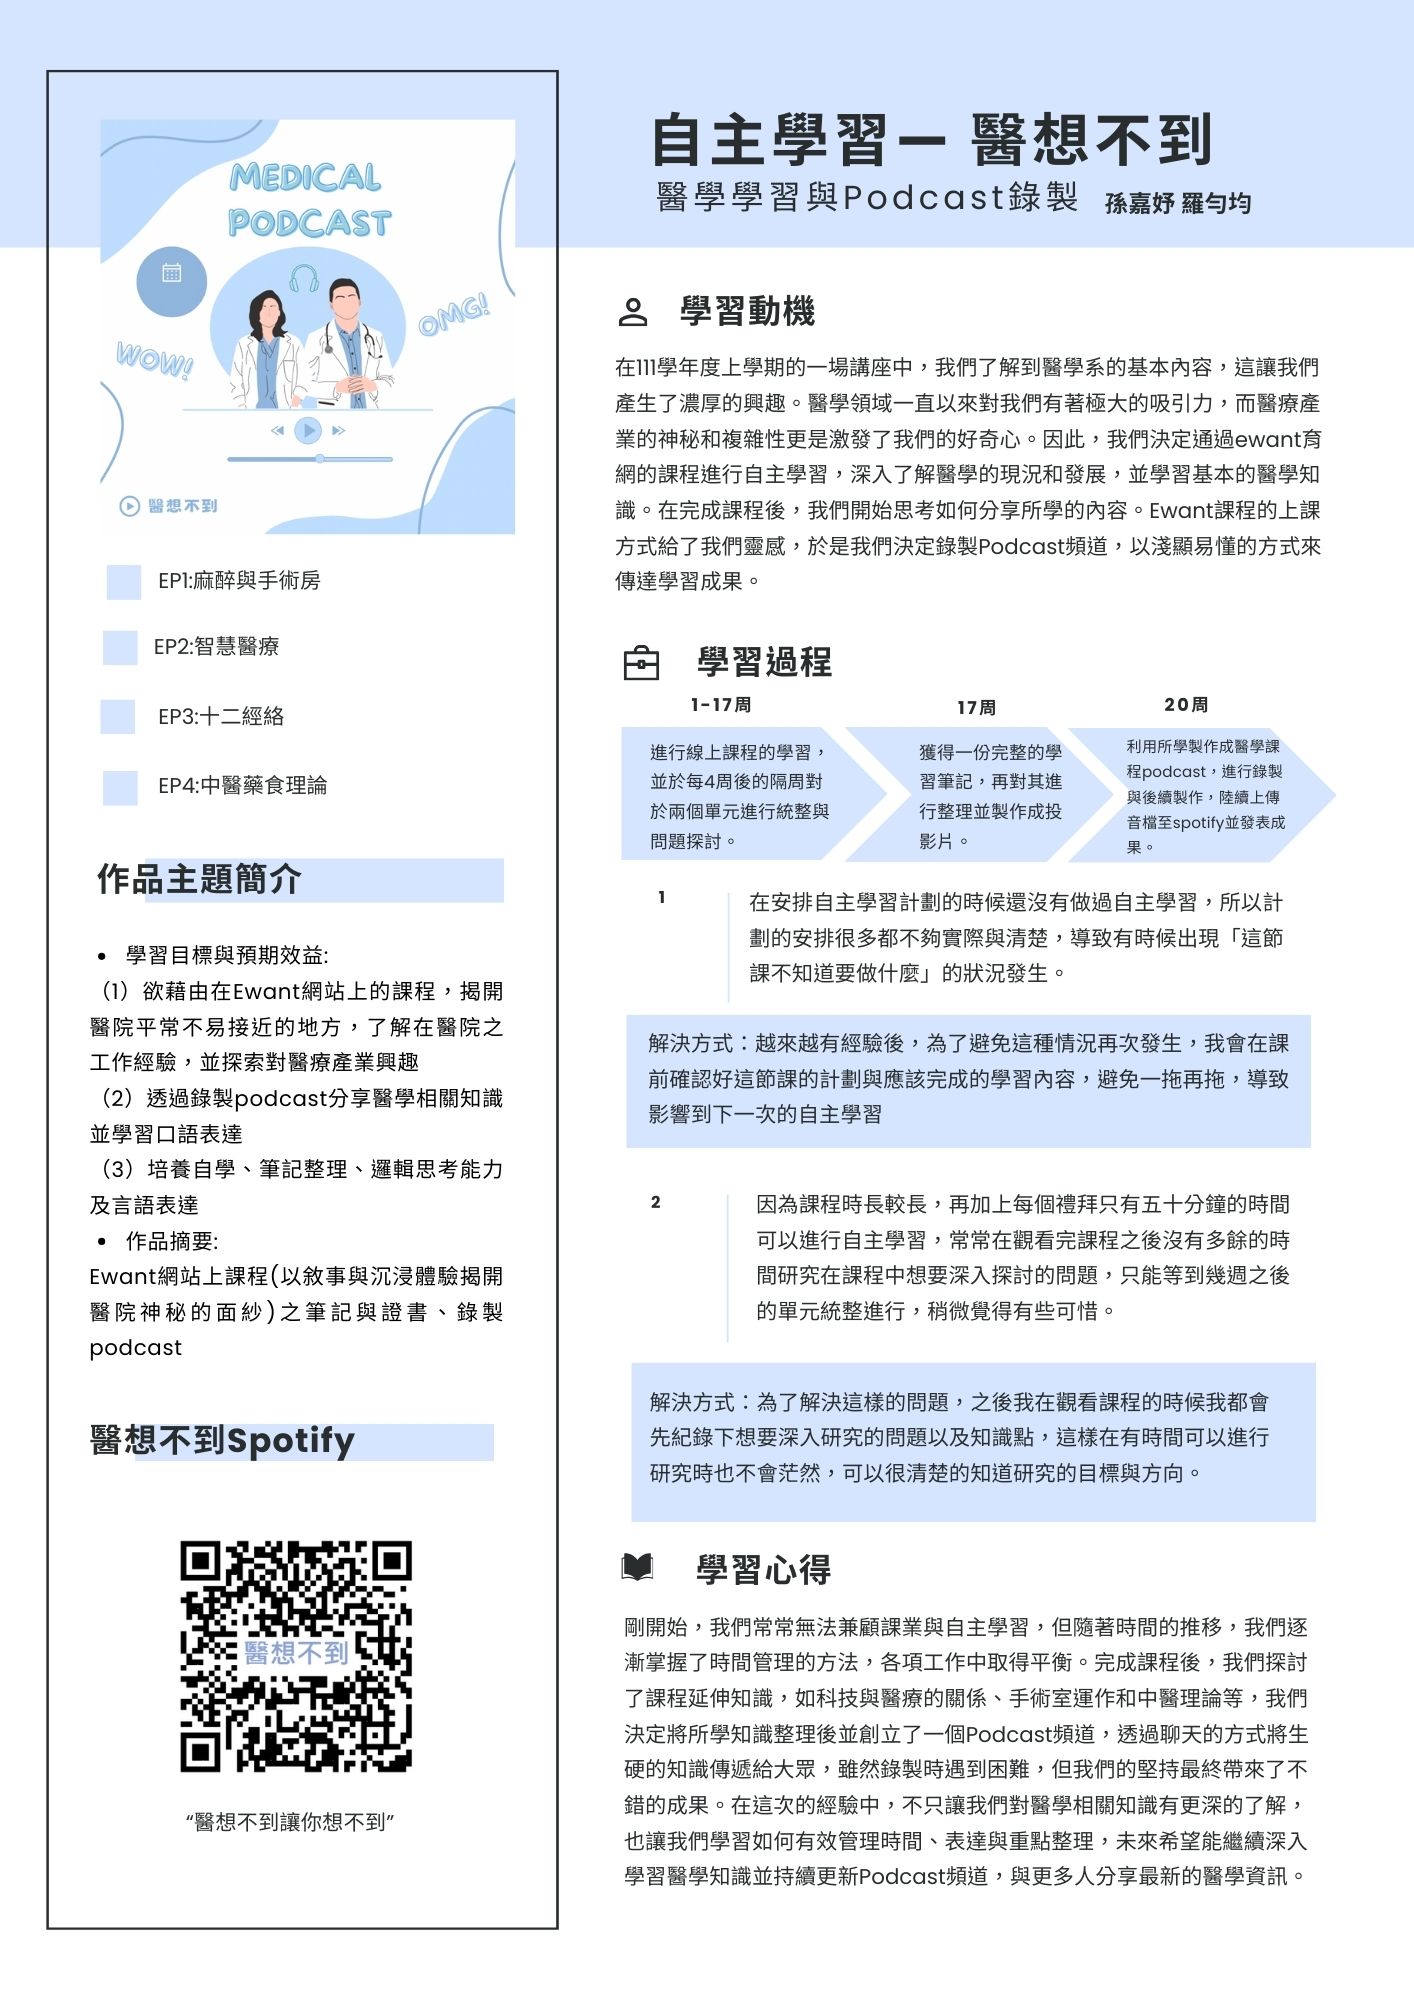 自主學習— 醫想不到
醫學學習與Podcast錄製 孫嘉妤 羅勻均
MEDICAL
PODCAST
WOW!
OMG!
醫想不到
EP1:麻醉與手術房
EP2:智慧醫療
EP3:十二經絡
EP4:中醫藥食理論
作品主題簡介
• 學習目標與預期效益:
（1）欲藉由在Ewant網站上的課程，揭開
醫院平常不易接近的地方，了解在醫院之
工作經驗，並探索對醫療產業興趣
（2）透過錄製podcast分享醫學相關知識
並學習口語表達
（3）培養自學、筆記整理、邏輯思考能力
及言語表達
• 作品摘要:
Ewant網站上課程(以敘事與沉浸體驗揭開
醫院神秘的面紗)之筆記與證書、錄製
podcast
醫想不到Spotify
醫想不到
“醫想不到讓你想不到”
學習動機
在111學年度上學期的一場講座中，我們了解到醫學系的基本內容，這讓我們
產生了濃厚的興趣。醫學領域一直以來對我們有著極大的吸引力，而醫療產
業的神秘和複雜性更是激發了我們的好奇心。因此，我們決定通過ewant育
網的課程進行自主學習，深入了解醫學的現況和發展，並學習基本的醫學知
識。在完成課程後，我們開始思考如何分享所學的內容。Ewant課程的上課
方式給了我們靈感，於是我們決定錄製Podcast頻道，以淺顯易懂的方式來
傳達學習成果。
學習過程
1-17周
進行線上課程的學習，
並於每4周後的隔周對
於兩個單元進行統整與
問題探討。
17周
獲得一份完整的學
習筆記，再對其進
行整理並製作成投
影片。
20周
利用所學製作成醫學課
程podcast，進行錄製
與後續製作，陸續上傳
音檔至spotify並發表成
果。
1
在安排自主學習計劃的時候還沒有做過自主學習，所以計
劃的安排很多都不夠實際與清楚，導致有時候出現「這節
課不知道要做什麼」的狀況發生。
解決方式：越來越有經驗後，為了避免這種情況再次發生，我會在課
前確認好這節課的計劃與應該完成的學習內容，避免一拖再拖，導致
影響到下一次的自主學習
2
因為課程時長較長，再加上每個禮拜只有五十分鐘的時間
可以進行自主學習，常常在觀看完課程之後沒有多餘的時
間研究在課程中想要深入探討的問題，只能等到幾週之後
的單元統整進行，稍微覺得有些可惜。
解決方式：為了解決這樣的問題，之後我在觀看課程的時候我都會
先紀錄下想要深入研究的問題以及知識點，這樣在有時間可以進行
研究時也不會茫然，可以很清楚的知道研究的目標與方向。
學習心得
剛開始，我們常常無法兼顧課業與自主學習，但隨著時間的推移，我們逐
漸掌握了時間管理的方法，各項工作中取得平衡。完成課程後，我們探討
了課程延伸知識，如科技與醫療的關係、手術室運作和中醫理論等，我們
決定將所學知識整理後並創立了一個Podcast頻道，透過聊天的方式將生
硬的知識傳遞給大眾，雖然錄製時遇到困難，但我們的堅持最終帶來了不
錯的成果。在這次的經驗中，不只讓我們對醫學相關知識有更深的了解，
也讓我們學習如何有效管理時間、表達與重點整理，未來希望能繼續深入
學習醫學知識並持續更新Podcast頻道，與更多人分享最新的醫學資訊。